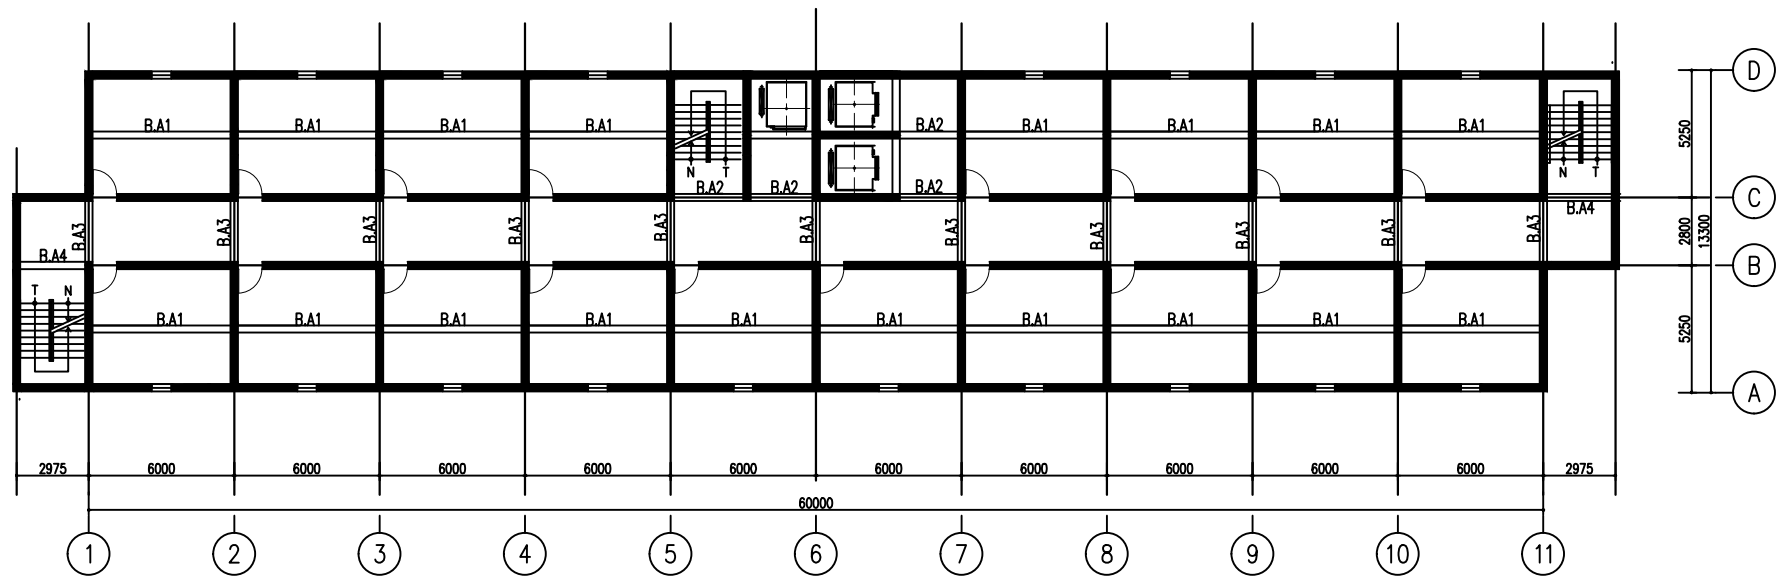 D
B.A1 B.A1 B.A1 B.A1 B.A2 B.A1 B.A1 B.A1 B.A1
5250
N T N T
B.A2 B.A2 B.A2
C
B.A4
B.A3 B.A3 B.A3 B.A3 B.A3 B.A3 B.A3 B.A3 B.A3 B.A3 B.A3
2800 13300
B.A4
B
T N
B.A1 B.A1 B.A1 B.A1 B.A1 B.A1 B.A1 B.A1 B.A1 B.A1
5250
A
2975 6000 6000 6000 6000 6000 6000 6000 6000 6000 6000 2975
60000
1 2 3 4 5 6 7 8 9 10 11